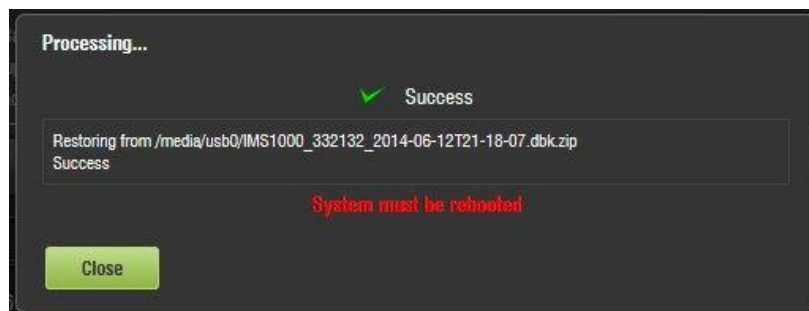 Processing...
Success
Restoring from /media/usb0/IMS1000_332132_2014-06-12T21-18-07.dbk.zip
Success
System must be rebooted
Close